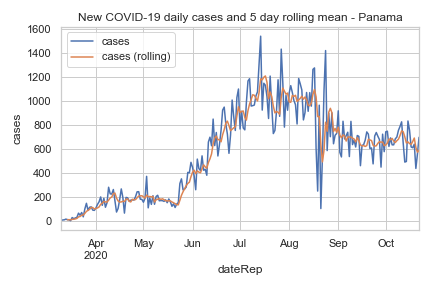 New COVID-19 daily cases and 5 day rolling mean - Panama
cases
cases (rolling)
1600
1400
1200
1000
800
600
400
200
0
cases
Apr
2020
May
Jun
Jul
Aug
Sep
Oct
dateRep